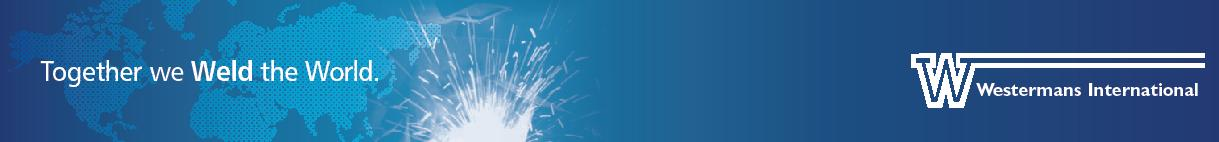 Together we Weld the World.
Westermans International